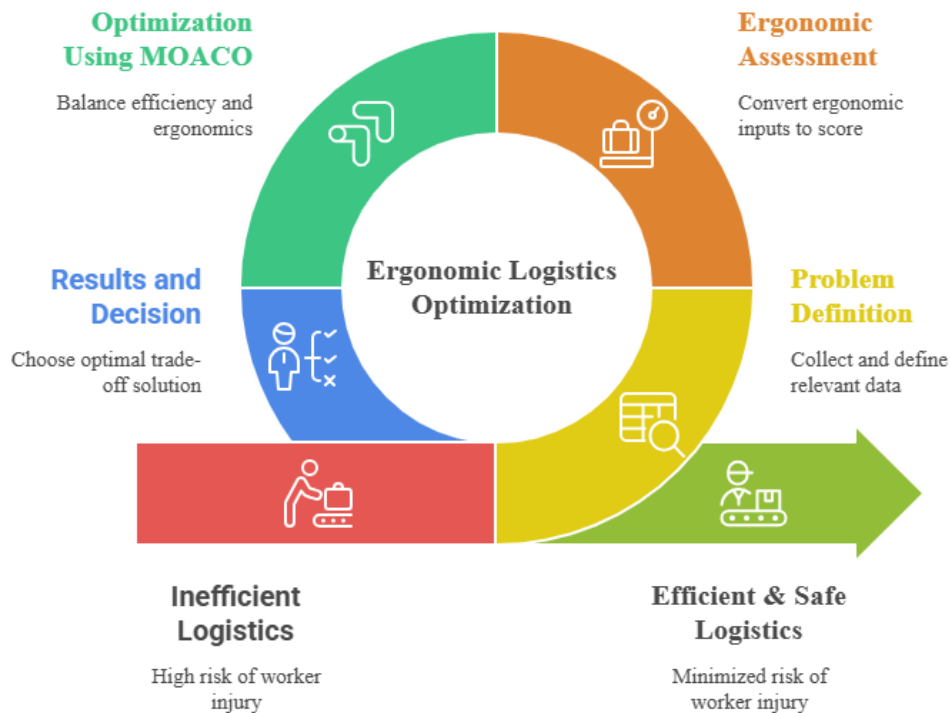 Optimization
Using MOACO
Balance efficiency and
ergonomics
Ergonomic
Assessment
Convert ergonomic
inputs to score
Ergonomic Logistics
Optimization
Results and
Decision
Choose optimal trade-
off solution
Problem
Definition
Collect and define
relevant data
Inefficient
Logistics
High risk of worker
injury
Efficient & Safe
Logistics
Minimized risk of
worker injury